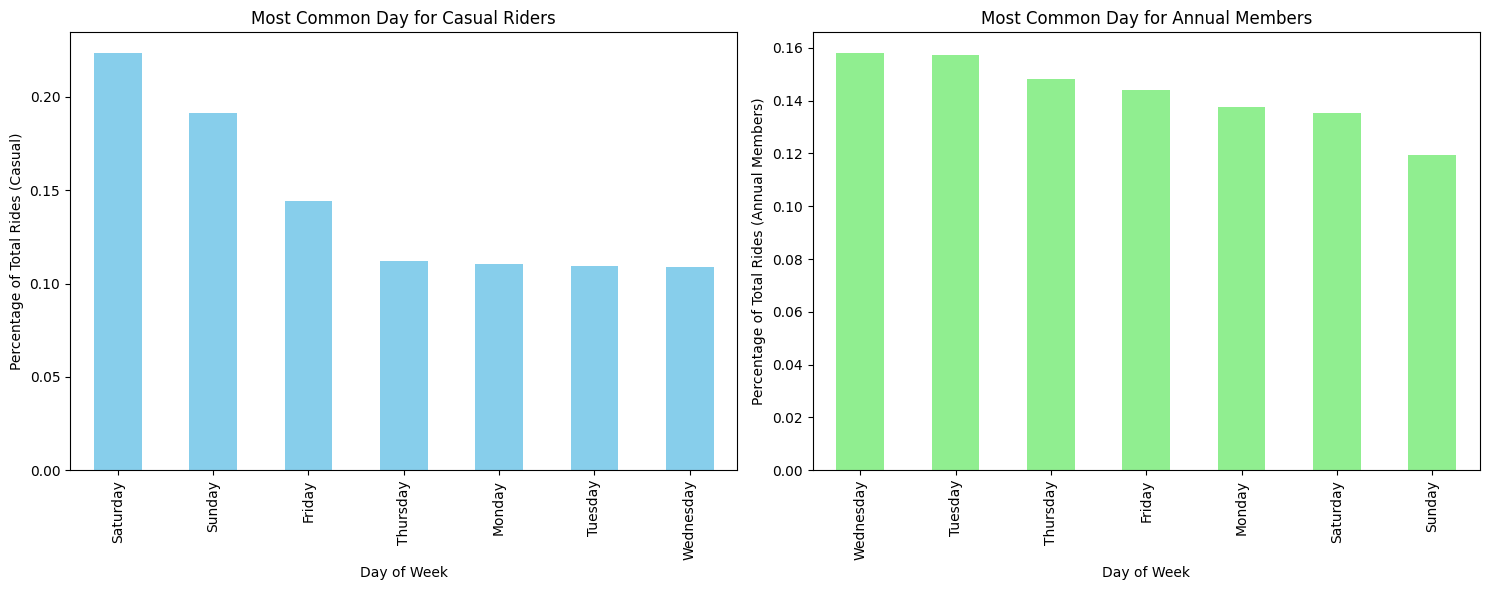 Most Common Day for Casual Riders
Percentage of Total Rides (Casual)
0.20
0.15
0.10
0.05
0.00
Saturday
Sunday
Friday
Thursday
Monday
Tuesday
Wednesday
Day of Week
Most Common Day for Annual Members
Percentage of Total Rides (Annual Members)
0.16
0.14
0.12
0.10
0.08
0.06
0.04
0.02
0.00
Wednesday
Tuesday
Thursday
Friday
Monday
Saturday
Sunday
Day of Week